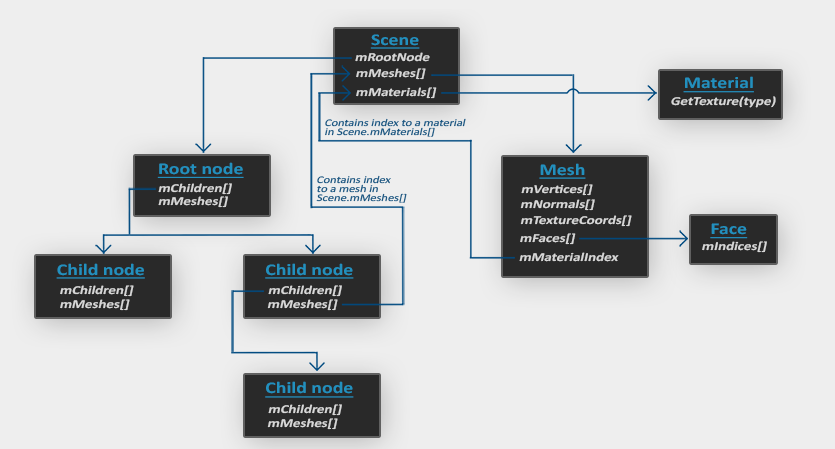 Scene
mRootNode
mMeshes[]
mMaterials[]
Material
GetTexture(type)
Contains index to a material
in Scene.mMaterials[]
Root node
mChildren[]
mMeshes[]
Contains index
to a mesh in
Scene.mMeshes[]
Mesh
mVertices[]
mNormals[]
mTextureCoords[]
mFaces[]
mMaterialIndex
Face
mIndices[]
Child node
mChildren[]
mMeshes[]
Child node
mChildren[]
mMeshes[]
Child node
mChildren[]
mMeshes[]